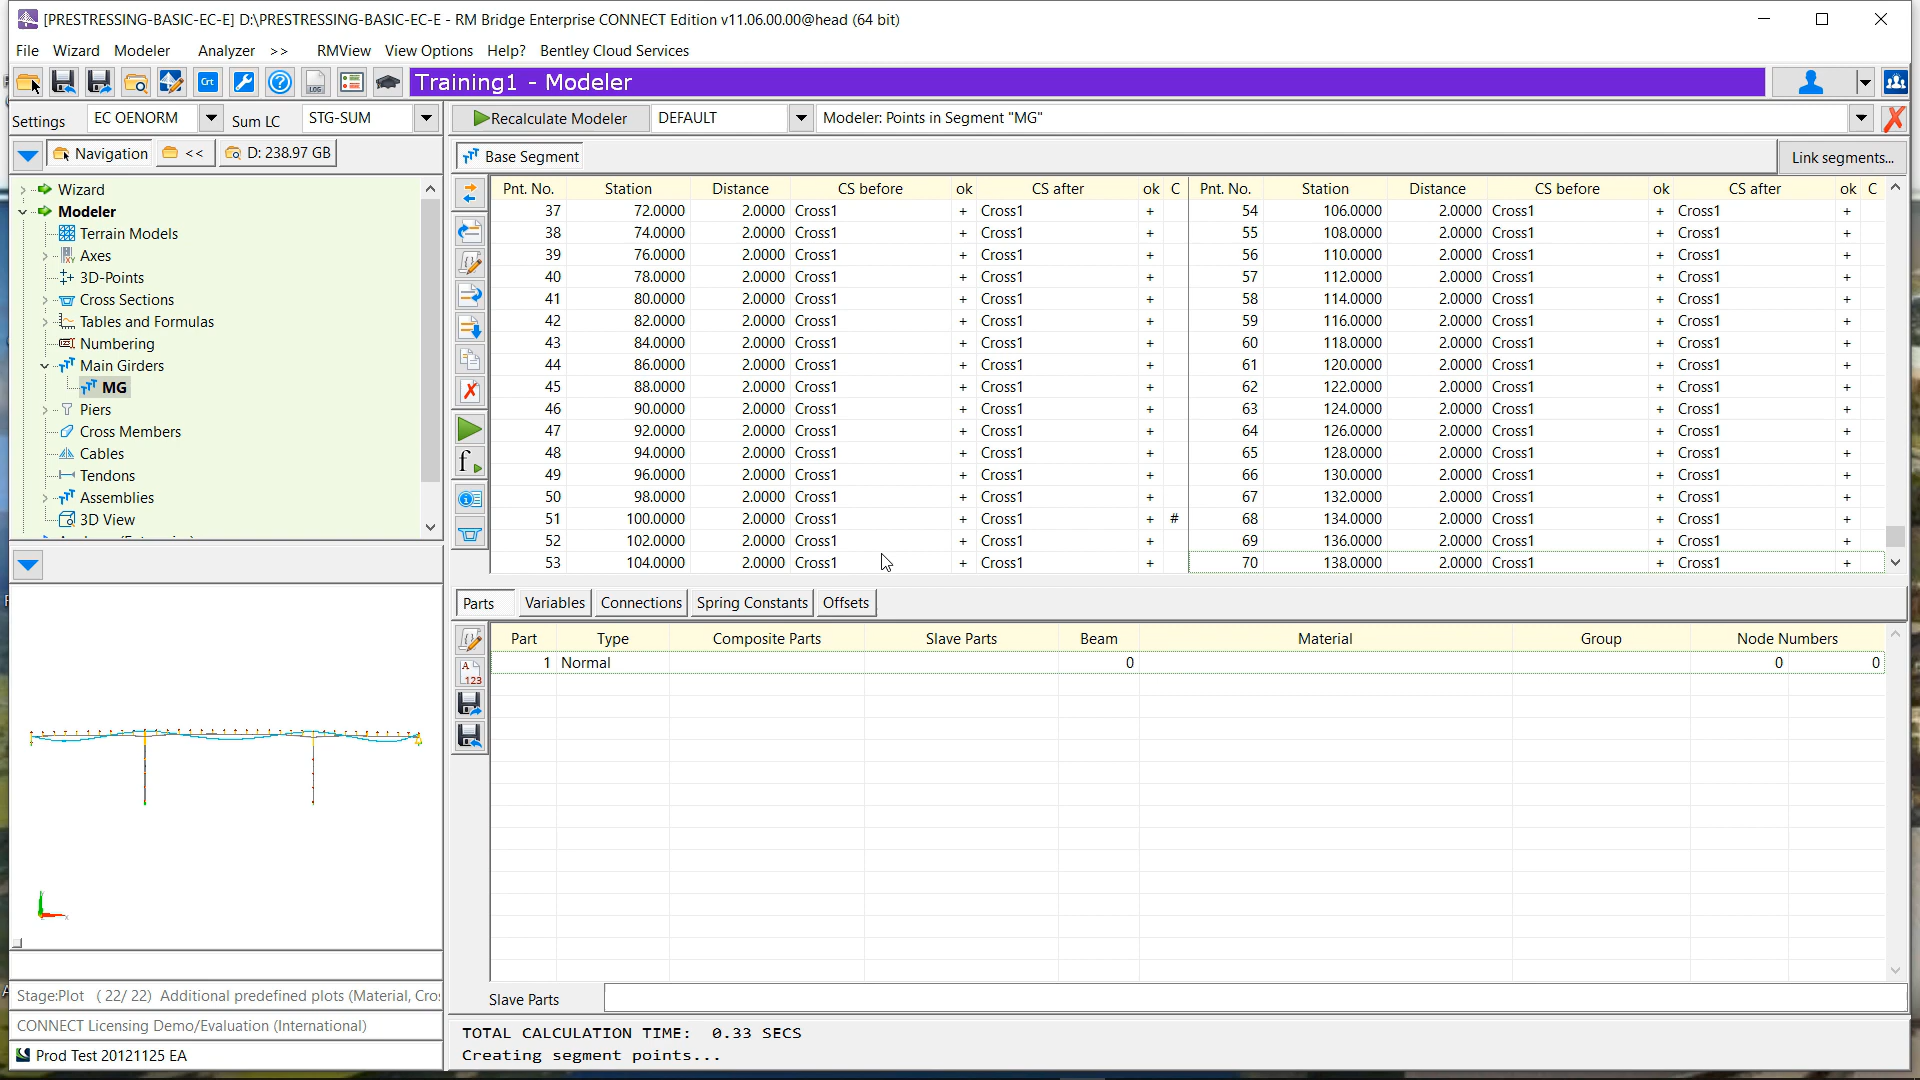 [PRESTRESSING-BASIC-EC-E] D:\PRESTRESSING-BASIC-EC-E - RM Bridge Enterprise CONNECT Edition v11.06.00.00@head (64 bit)
File Wizard Modeler Analyzer >> RMView View Options Help? Bentley Cloud Services
Crt LOG Training1 - Modeler
Settings EC OENORM Sum LC STG-SUM Recalculate Modeler DEFAULT Modeler: Points in Segment "MG"
Navigation << D: 238.97 GB Base Segment Link segments...
Wizard
Modeler
Terrain Models
Axes
3D-Points
Cross Sections
Tables and Formulas
Numbering
Main Girders
MG
Piers
Cross Members
Cables
Tendons
Assemblies
3D View
Pnt. No. Station Distance CS before ok CS after ok C Pnt. No. Station Distance CS before ok CS after ok C
37 72.0000 2.0000 Cross1 + Cross1 + 54 106.0000 2.0000 Cross1 + Cross1 +
38 74.0000 2.0000 Cross1 + Cross1 + 55 108.0000 2.0000 Cross1 + Cross1 +
39 76.0000 2.0000 Cross1 + Cross1 + 56 110.0000 2.0000 Cross1 + Cross1 +
40 78.0000 2.0000 Cross1 + Cross1 + 57 112.0000 2.0000 Cross1 + Cross1 +
41 80.0000 2.0000 Cross1 + Cross1 + 58 114.0000 2.0000 Cross1 + Cross1 +
42 82.0000 2.0000 Cross1 + Cross1 + 59 116.0000 2.0000 Cross1 + Cross1 +
43 84.0000 2.0000 Cross1 + Cross1 + 60 118.0000 2.0000 Cross1 + Cross1 +
44 86.0000 2.0000 Cross1 + Cross1 + 61 120.0000 2.0000 Cross1 + Cross1 +
45 88.0000 2.0000 Cross1 + Cross1 + 62 122.0000 2.0000 Cross1 + Cross1 +
46 90.0000 2.0000 Cross1 + Cross1 + 63 124.0000 2.0000 Cross1 + Cross1 +
47 92.0000 2.0000 Cross1 + Cross1 + 64 126.0000 2.0000 Cross1 + Cross1 +
48 94.0000 2.0000 Cross1 + Cross1 + 65 128.0000 2.0000 Cross1 + Cross1 +
49 96.0000 2.0000 Cross1 + Cross1 + 66 130.0000 2.0000 Cross1 + Cross1 +
50 98.0000 2.0000 Cross1 + Cross1 + 67 132.0000 2.0000 Cross1 + Cross1 +
51 100.0000 2.0000 Cross1 + Cross1 + # 68 134.0000 2.0000 Cross1 + Cross1 +
52 102.0000 2.0000 Cross1 + Cross1 + 69 136.0000 2.0000 Cross1 + Cross1 +
53 104.0000 2.0000 Cross1 + Cross1 + 70 138.0000 2.0000 Cross1 + Cross1 +
Parts Variables Connections Spring Constants Offsets
Part Type Composite Parts Slave Parts Beam Material Group Node Numbers
1 Normal 0 0 0
Slave Parts
Stage:Plot ( 22/ 22) Additional predefined plots (Material, Cro
CONNECT Licensing Demo/Evaluation (International)
Prod Test 20121125 EA
TOTAL CALCULATION TIME: 0.33 SECS
Creating segment points...